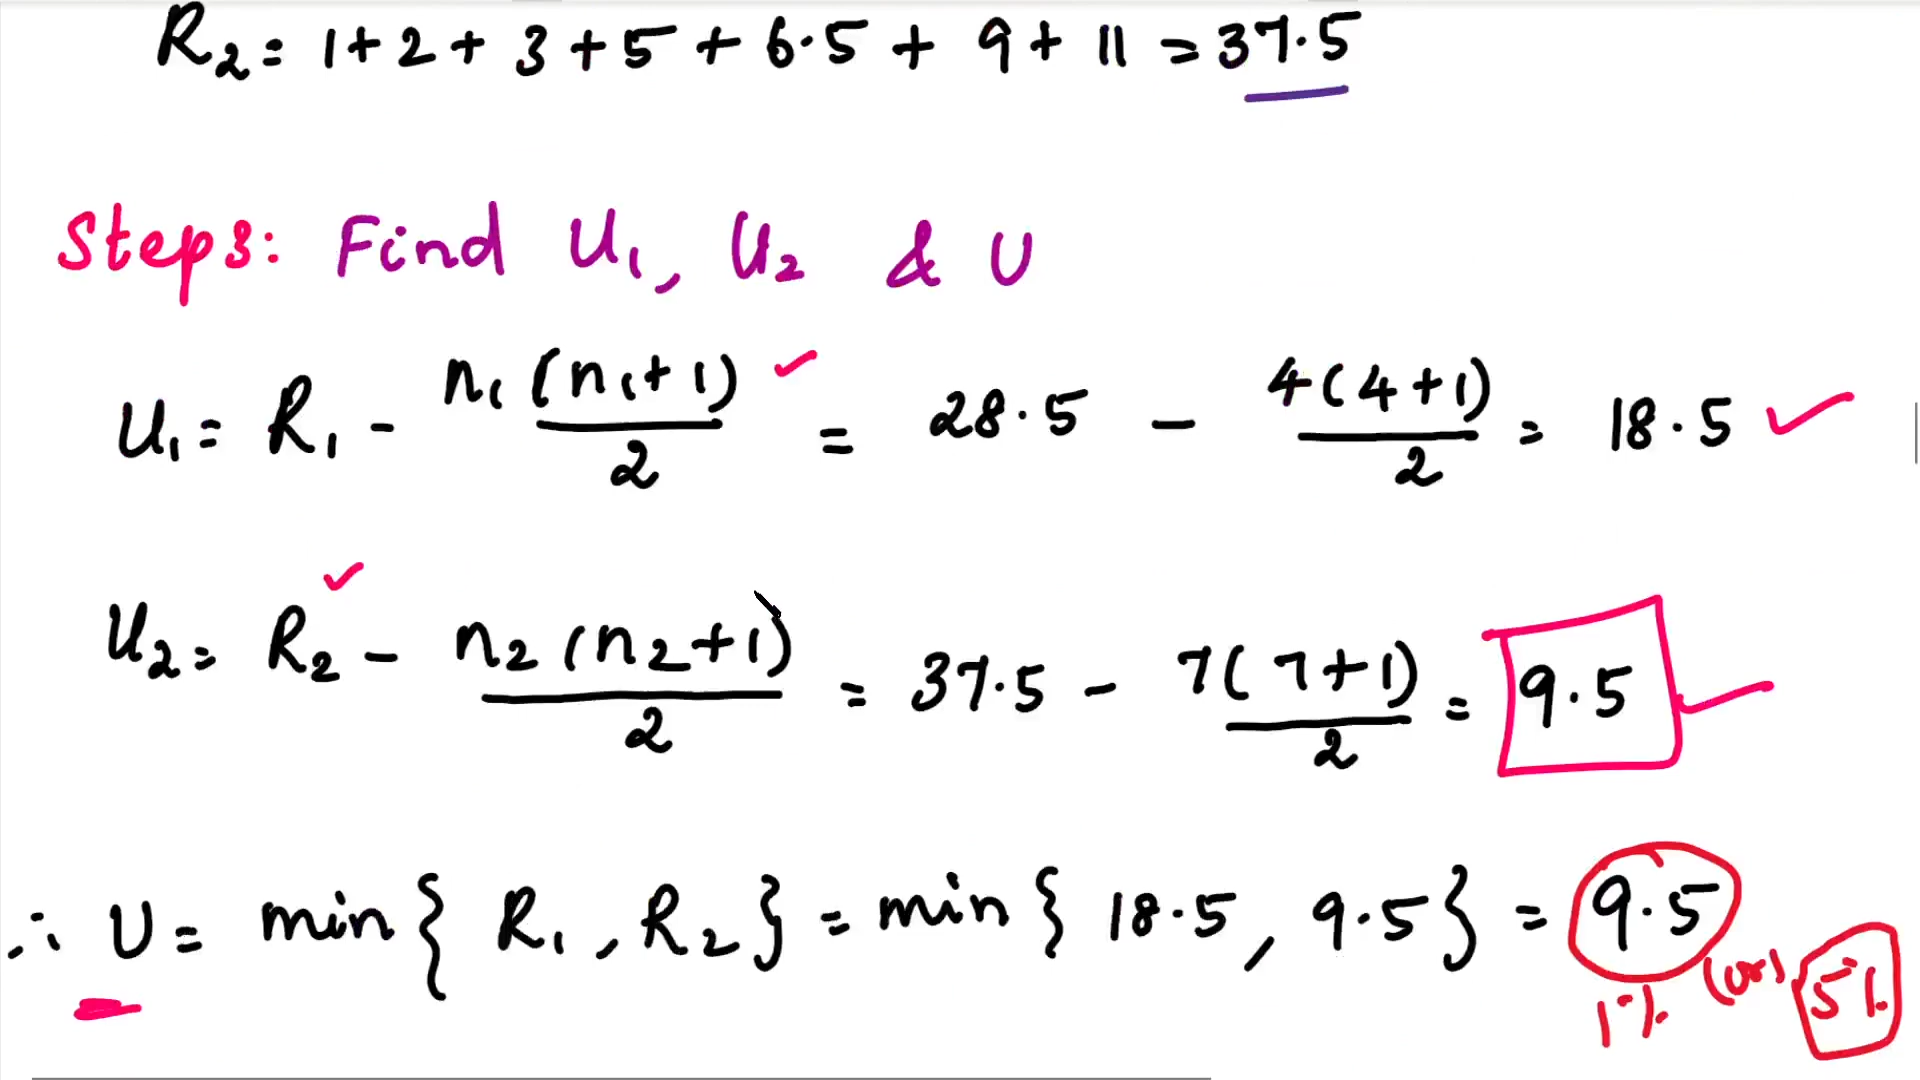 R₂ = 1 + 2 + 3 + 5 + 6.5 + 9 + 11 = 37.5
Step 3: Find U₁, U₂ & U
U₁ = R₁ - n₁(n₁+1)/2 = 28.5 - 4(4+1)/2 = 18.5 ✓
U₂ = R₂ - n₂(n₂+1)/2 = 37.5 - 7(7+1)/2 = 9.5
∴ U = min{ R₁, R₂ } = min{ 18.5, 9.5 } = 9.5
1% (or) 5%